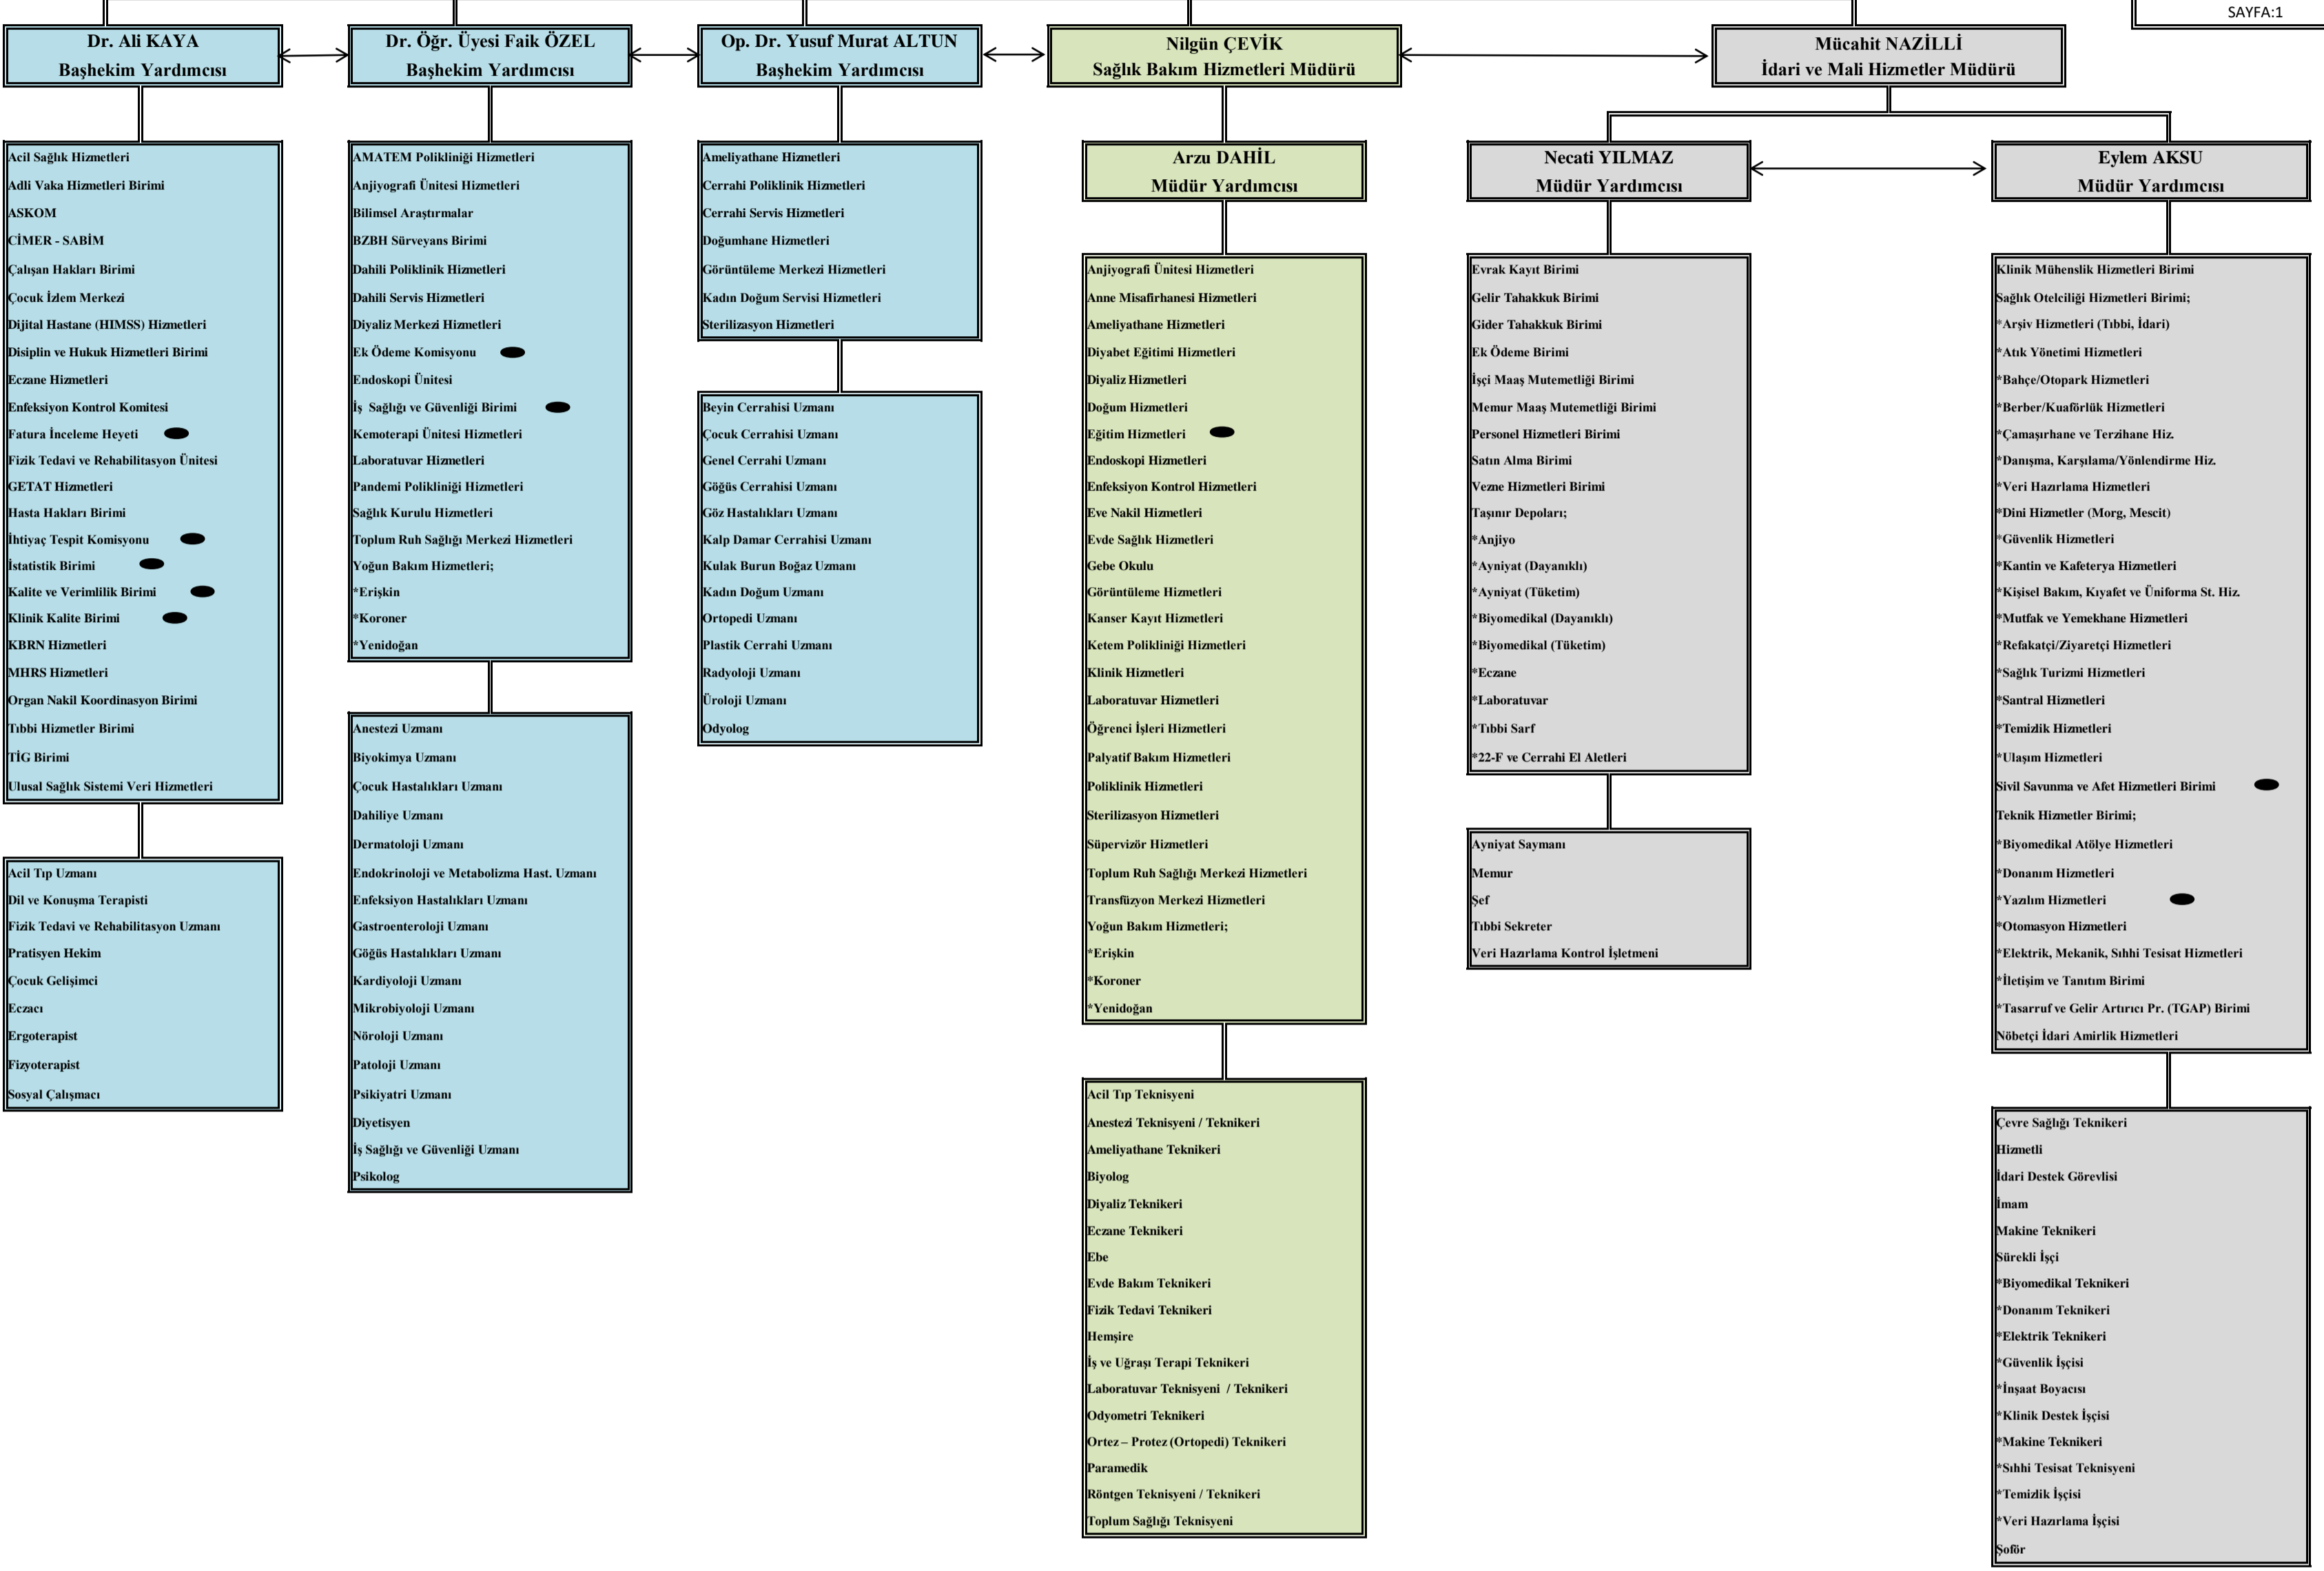 SAYFA:1
Dr. Ali KAYA
Başhekim Yardımcısı
Dr. Öğr. Üyesi Faik ÖZEL
Başhekim Yardımcısı
Op. Dr. Yusuf Murat ALTUN
Başhekim Yardımcısı
Nilgün ÇEVİK
Sağlık Bakım Hizmetleri Müdürü
Mücahit NAZİLLİ
İdari ve Mali Hizmetler Müdürü
Acil Sağlık Hizmetleri
Adli Vaka Hizmetleri Birimi
ASKOM
CİMER - SABİM
Çalışan Hakları Birimi
Çocuk İzlem Merkezi
Dijital Hastane (HIMSS) Hizmetleri
Disiplin ve Hukuk Hizmetleri Birimi
Eczane Hizmetleri
Enfeksiyon Kontrol Komitesi
Fatura İnceleme Heyeti
Fizik Tedavi ve Rehabilitasyon Ünitesi
GETAT Hizmetleri
Hasta Hakları Birimi
İhtiyaç Tespit Komisyonu
İstatistik Birimi
Kalite ve Verimlilik Birimi
Klinik Kalite Birimi
KBRN Hizmetleri
MHRS Hizmetleri
Organ Nakil Koordinasyon Birimi
Tıbbi Hizmetler Birimi
TİG Birimi
Ulusal Sağlık Sistemi Veri Hizmetleri
Acil Tıp Uzmanı
Dil ve Konuşma Terapisti
Fizik Tedavi ve Rehabilitasyon Uzmanı
Pratisyen Hekim
Çocuk Gelişimci
Eczacı
Ergoterapist
Fizyoterapist
Sosyal Çalışmacı
AMATEM Polikliniği Hizmetleri
Anjiyografi Ünitesi Hizmetleri
Bilimsel Araştırmalar
BZBH Sürveyans Birimi
Dahili Poliklinik Hizmetleri
Dahili Servis Hizmetleri
Diyaliz Merkezi Hizmetleri
Ek Ödeme Komisyonu
Endoskopi Ünitesi
İş  Sağlığı ve Güvenliği Birimi
Kemoterapi Ünitesi Hizmetleri
Laboratuvar Hizmetleri
Pandemi Polikliniği Hizmetleri
Sağlık Kurulu Hizmetleri
Toplum Ruh Sağlığı Merkezi Hizmetleri
Yoğun Bakım Hizmetleri;
*Erişkin
*Koroner
*Yenidoğan
Anestezi Uzmanı
Biyokimya Uzmanı
Çocuk Hastalıkları Uzmanı
Dahiliye Uzmanı
Dermatoloji Uzmanı
Endokrinoloji ve Metabolizma Hast. Uzmanı
Enfeksiyon Hastalıkları Uzmanı
Gastroenteroloji Uzmanı
Göğüs Hastalıkları Uzmanı
Kardiyoloji Uzmanı
Mikrobiyoloji Uzmanı
Nöroloji Uzmanı
Patoloji Uzmanı
Psikiyatri Uzmanı
Diyetisyen
İş Sağlığı ve Güvenliği Uzmanı
Psikolog
Ameliyathane Hizmetleri
Cerrahi Poliklinik Hizmetleri
Cerrahi Servis Hizmetleri
Doğumhane Hizmetleri
Görüntüleme Merkezi Hizmetleri
Kadın Doğum Servisi Hizmetleri
Sterilizasyon Hizmetleri
Beyin Cerrahisi Uzmanı
Çocuk Cerrahisi Uzmanı
Genel Cerrahi Uzmanı
Göğüs Cerrahisi Uzmanı
Göz Hastalıkları Uzmanı
Kalp Damar Cerrahisi Uzmanı
Kulak Burun Boğaz Uzmanı
Kadın Doğum Uzmanı
Ortopedi Uzmanı
Plastik Cerrahi Uzmanı
Radyoloji Uzmanı
Üroloji Uzmanı
Odyolog
Arzu DAHİL
Müdür Yardımcısı
Anjiyografi Ünitesi Hizmetleri
Anne Misafirhanesi Hizmetleri
Ameliyathane Hizmetleri
Diyabet Eğitimi Hizmetleri
Diyaliz Hizmetleri
Doğum Hizmetleri
Eğitim Hizmetleri
Endoskopi Hizmetleri
Enfeksiyon Kontrol Hizmetleri
Eve Nakil Hizmetleri
Evde Sağlık Hizmetleri
Gebe Okulu
Görüntüleme Hizmetleri
Kanser Kayıt Hizmetleri
Ketem Polikliniği Hizmetleri
Klinik Hizmetleri
Laboratuvar Hizmetleri
Öğrenci İşleri Hizmetleri
Palyatif Bakım Hizmetleri
Poliklinik Hizmetleri
Sterilizasyon Hizmetleri
Süpervizör Hizmetleri
Toplum Ruh Sağlığı Merkezi Hizmetleri
Transfüzyon Merkezi Hizmetleri
Yoğun Bakım Hizmetleri;
*Erişkin
*Koroner
*Yenidoğan
Acil Tıp Teknisyeni
Anestezi Teknisyeni / Teknikeri
Ameliyathane Teknikeri
Biyolog
Diyaliz Teknikeri
Eczane Teknikeri
Ebe
Evde Bakım Teknikeri
Fizik Tedavi Teknikeri
Hemşire
İş ve Uğraşı Terapi Teknikeri
Laboratuvar Teknisyeni  / Teknikeri
Odyometri Teknikeri
Ortez – Protez (Ortopedi) Teknikeri
Paramedik
Röntgen Teknisyeni / Teknikeri
Toplum Sağlığı Teknisyeni
Necati YILMAZ
Müdür Yardımcısı
Evrak Kayıt Birimi
Gelir Tahakkuk Birimi
Gider Tahakkuk Birimi
Ek Ödeme Birimi
İşçi Maaş Mutemetliği Birimi
Memur Maaş Mutemetliği Birimi
Personel Hizmetleri Birimi
Satın Alma Birimi
Vezne Hizmetleri Birimi
Taşınır Depoları;
*Anjiyo
*Ayniyat (Dayanıklı)
*Ayniyat (Tüketim)
*Biyomedikal (Dayanıklı)
*Biyomedikal (Tüketim)
*Eczane
*Laboratuvar
*Tıbbi Sarf
*22-F ve Cerrahi El Aletleri
Ayniyat Saymanı
Memur
Şef
Tıbbi Sekreter
Veri Hazırlama Kontrol İşletmeni
Eylem AKSU
Müdür Yardımcısı
Klinik Mühenslik Hizmetleri Birimi
Sağlık Otelciliği Hizmetleri Birimi;
*Arşiv Hizmetleri (Tıbbi, İdari)
*Atık Yönetimi Hizmetleri
*Bahçe/Otopark Hizmetleri
*Berber/Kuaförlük Hizmetleri
*Çamaşırhane ve Terzihane Hiz.
*Danışma, Karşılama/Yönlendirme Hiz.
*Veri Hazırlama Hizmetleri
*Dini Hizmetler (Morg, Mescit)
*Güvenlik Hizmetleri
*Kantin ve Kafeterya Hizmetleri
*Kişisel Bakım, Kıyafet ve Üniforma St. Hiz.
*Mutfak ve Yemekhane Hizmetleri
*Refakatçi/Ziyaretçi Hizmetleri
*Sağlık Turizmi Hizmetleri
*Santral Hizmetleri
*Temizlik Hizmetleri
*Ulaşım Hizmetleri
Sivil Savunma ve Afet Hizmetleri Birimi
Teknik Hizmetler Birimi;
*Biyomedikal Atölye Hizmetleri
*Donanım Hizmetleri
*Yazılım Hizmetleri
*Otomasyon Hizmetleri
*Elektrik, Mekanik, Sıhhi Tesisat Hizmetleri
*İletişim ve Tanıtım Birimi
*Tasarruf ve Gelir Artırıcı Pr. (TGAP) Birimi
Nöbetçi İdari Amirlik Hizmetleri
Çevre Sağlığı Teknikeri
Hizmetli
İdari Destek Görevlisi
İmam
Makine Teknikeri
Sürekli İşçi
*Biyomedikal Teknikeri
*Donanım Teknikeri
*Elektrik Teknikeri
*Güvenlik İşçisi
*İnşaat Boyacısı
*Klinik Destek İşçisi
*Makine Teknikeri
*Sıhhi Tesisat Teknisyeni
*Temizlik İşçisi
*Veri Hazırlama İşçisi
Şoför